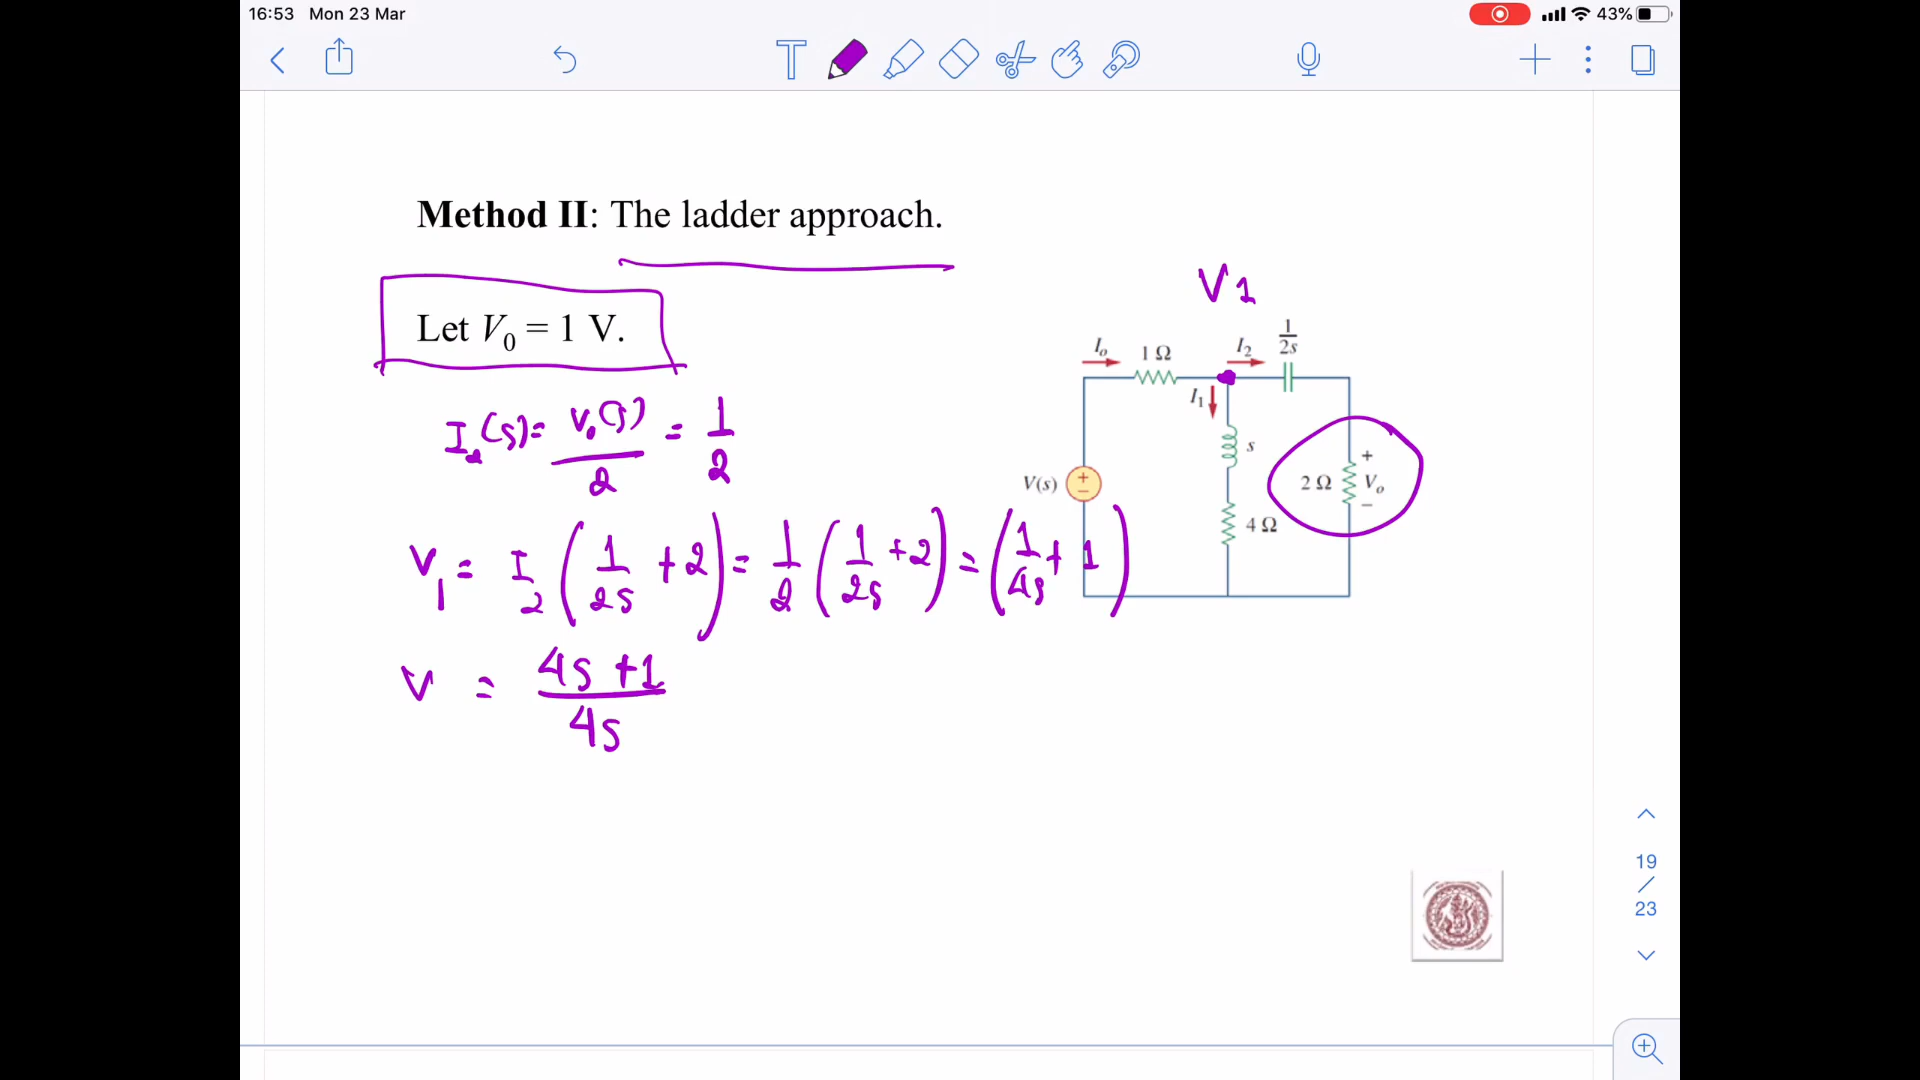 16:53 Mon 23 Mar
43%
Method II: The ladder approach.
Let V0 = 1 V.
I2(s) = Vo(s)/2 = 1/2
V1 = I2 (1/2s + 2) = 1/2 (1/2s + 2) = (1/4s + 1)
V = 4s + 1 / 4s
V1
Io
1 Ω
I2
1/2s
I1
s
V(s)
+
−
4 Ω
2 Ω
+
Vo
−
19
/
23